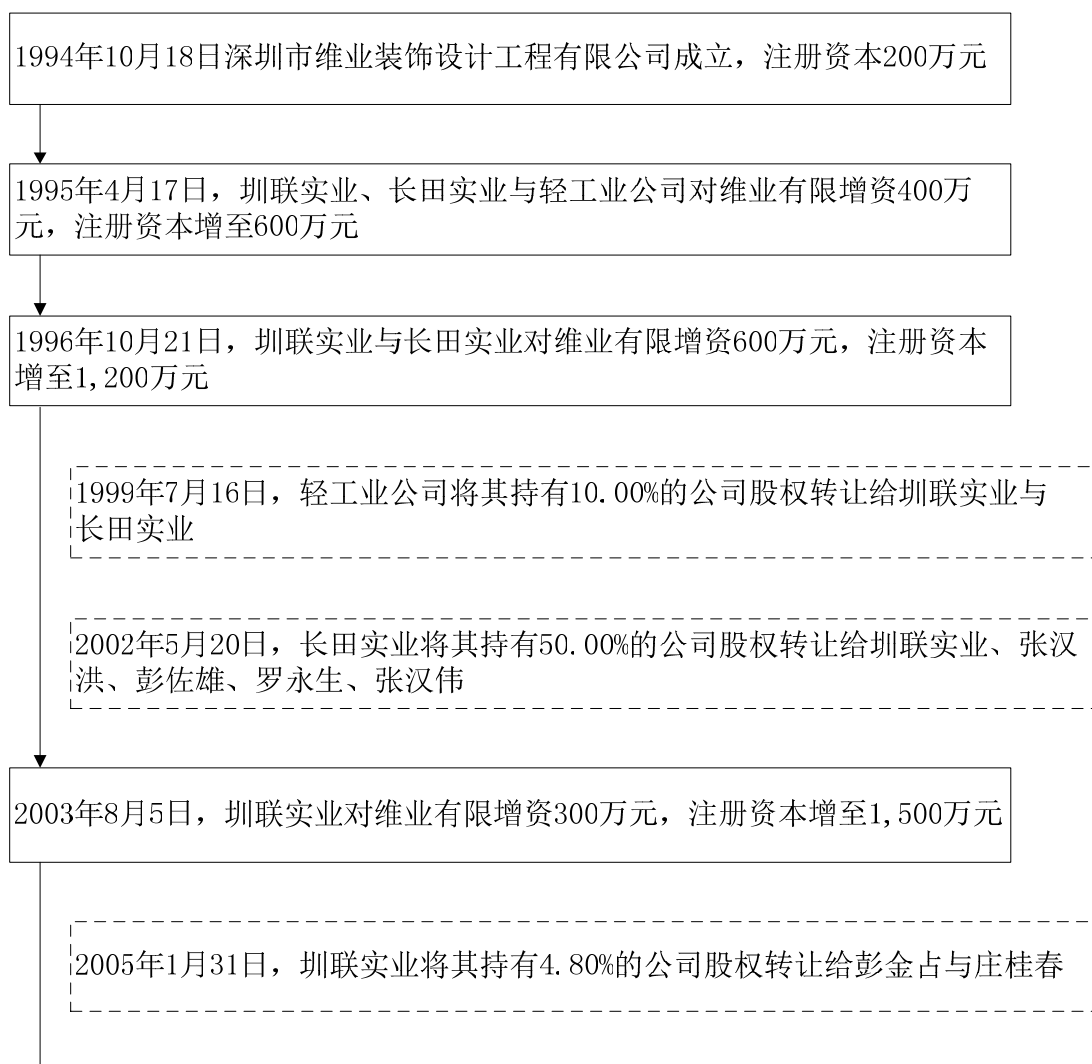 1994年10月18日深圳市维业装饰设计工程有限公司成立，注册资本200万元
1995年4月17日，圳联实业、长田实业与轻工业公司对维业有限增资400万
元，注册资本增至600万元
1996年10月21日，圳联实业与长田实业对维业有限增资600万元，注册资本
增至1,200万元
1999年7月16日，轻工业公司将其持有10.00%的公司股权转让给圳联实业与
长田实业
2002年5月20日，长田实业将其持有50.00%的公司股权转让给圳联实业、张汉
洪、彭佐雄、罗永生、张汉伟
2003年8月5日，圳联实业对维业有限增资300万元，注册资本增至1,500万元
2005年1月31日，圳联实业将其持有4.80%的公司股权转让给彭金占与庄桂春